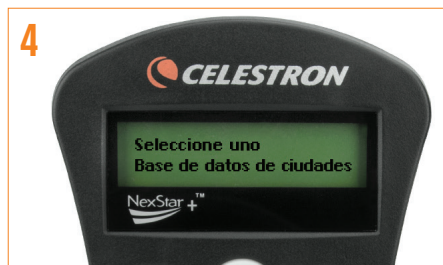 4
CELESTRON
Seleccione uno
Base de datos de ciudades
NexStar +™